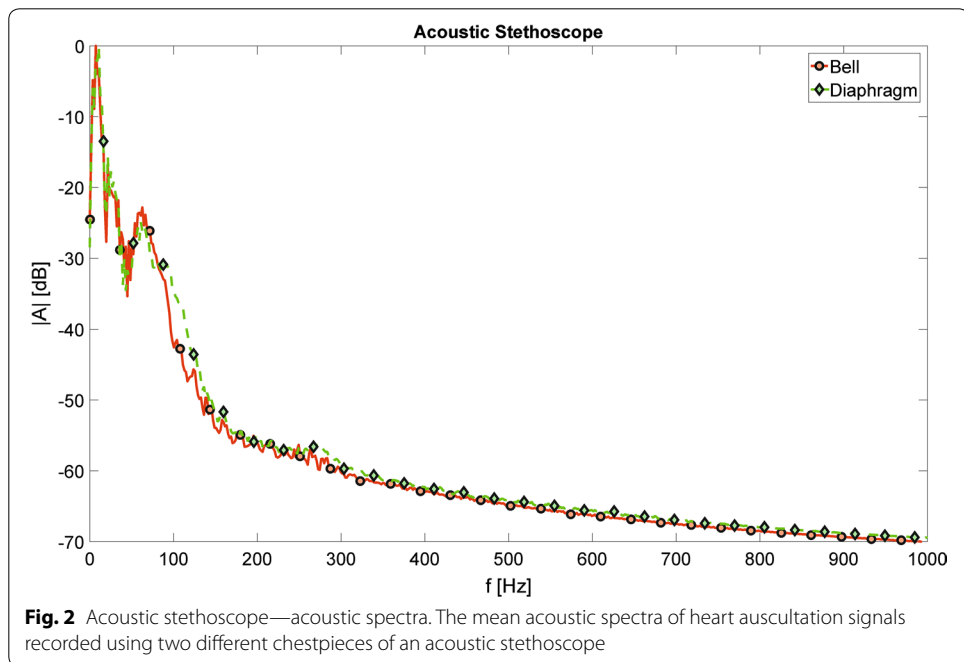 Acoustic Stethoscope
Bell
Diaphragm
|A| [dB]
0
-10
-20
-30
-40
-50
-60
-70
0 100 200 300 400 500 600 700 800 900 1000
f [Hz]
Fig. 2 Acoustic stethoscope—acoustic spectra. The mean acoustic spectra of heart auscultation signals
recorded using two different chestpieces of an acoustic stethoscope